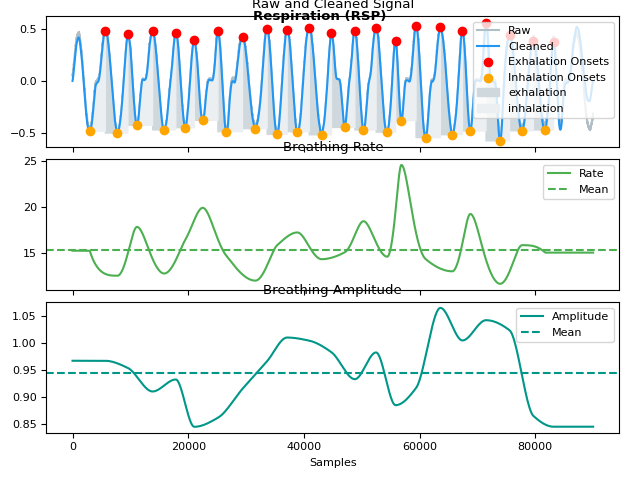 Raw and Cleaned Signal
Respiration (RSP)
0.5
0.0
−0.5
Raw
Cleaned
Exhalation Onsets
Inhalation Onsets
exhalation
inhalation
Breathing Rate
25
20
15
Rate
Mean
Breathing Amplitude
1.05
1.00
0.95
0.90
0.85
Amplitude
Mean
0 20000 40000 60000 80000
Samples